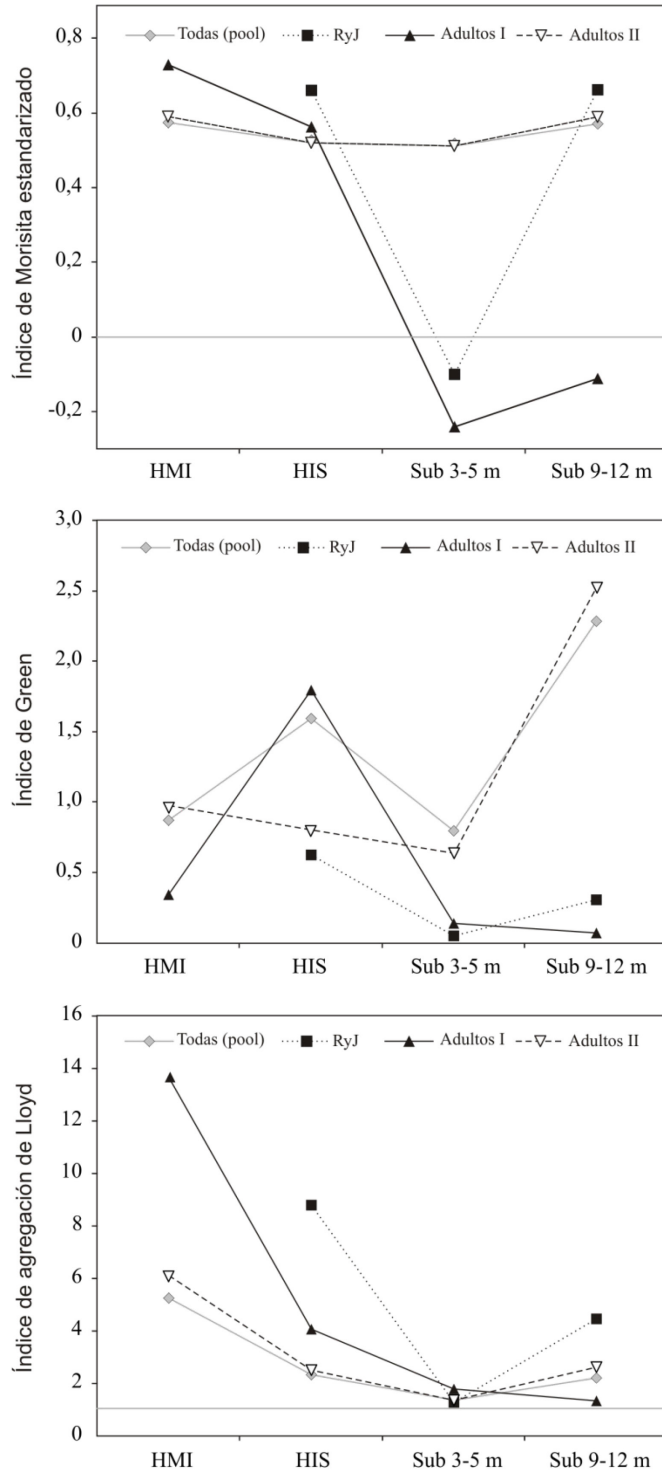 Índice de Morisita estandarizado
Todas (pool) RyJ Adultos I Adultos II
0,8
0,6
0,4
0,2
0
-0,2
HMI HIS Sub 3-5 m Sub 9-12 m
Índice de Green
Todas (pool) RyJ Adultos I Adultos II
3,0
2,5
2,0
1,5
1,0
0,5
0
HMI HIS Sub 3-5 m Sub 9-12 m
Índice de agregación de Lloyd
Todas (pool) RyJ Adultos I Adultos II
16
14
12
10
8
6
4
2
0
HMI HIS Sub 3-5 m Sub 9-12 m